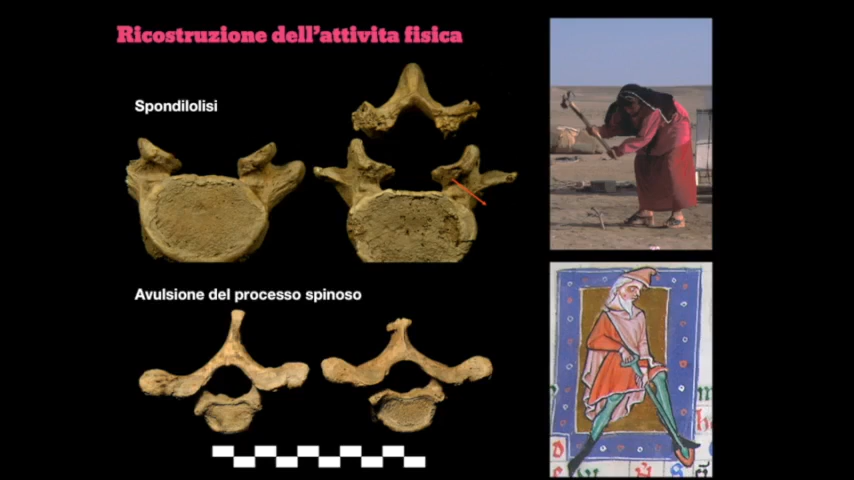 Ricostruzione dell'attivita fisica
Spondilolisi
Avulsione del processo spinoso